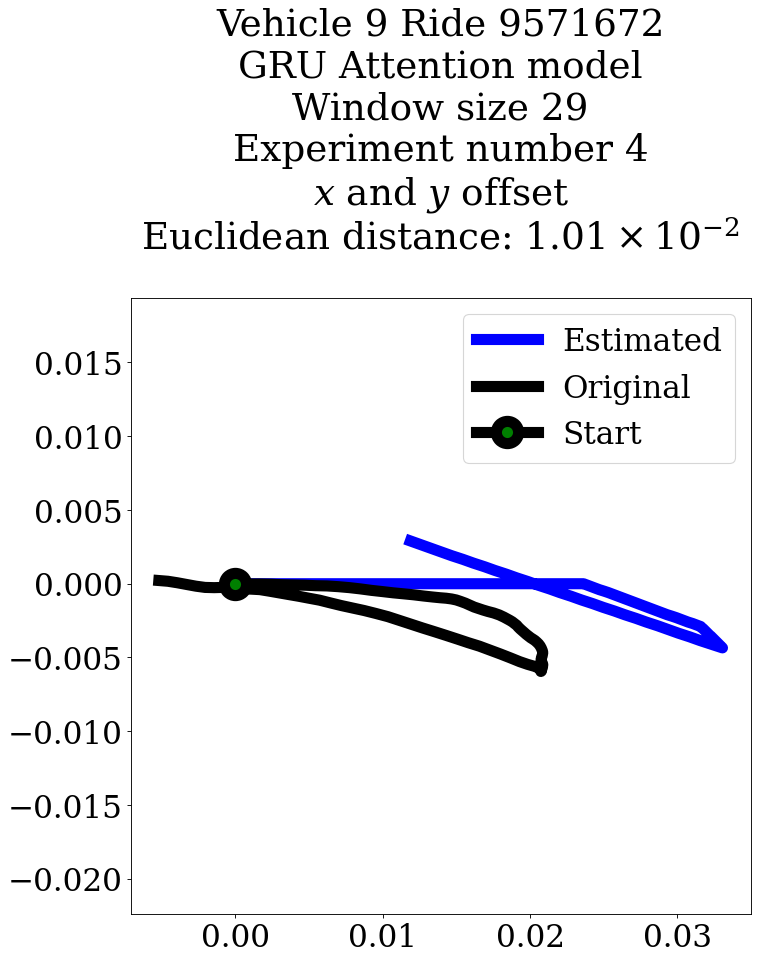 Vehicle 9 Ride 9571672
GRU Attention model
Window size 29
Experiment number 4
x and y offset
Euclidean distance: 1.01 × 10⁻²
Estimated
Original
Start
0.015
0.010
0.005
0.000
−0.005
−0.010
−0.015
−0.020
0.00 0.01 0.02 0.03